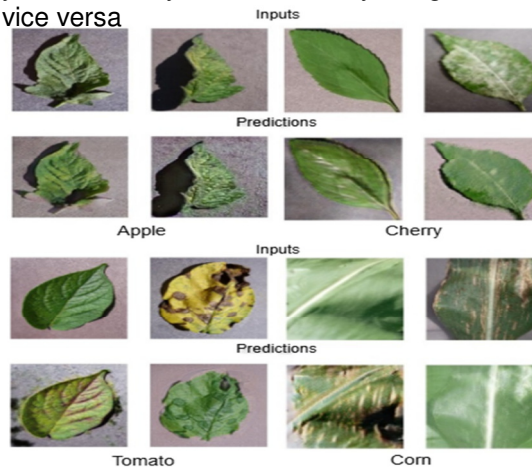 vice versa
Inputs
Predictions
Apple Cherry
Inputs
Predictions
Tomato Corn